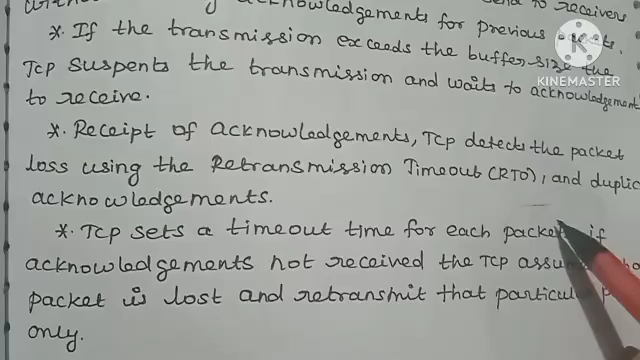 acknowledgements for previous
send to receivers
*. If the transmission exceeds the buffer size the
TCP suspents the transmission and waits to acknowledgement
to receive.
*. Receipt of acknowledgements, TCP detects the packet
loss using the Retransmission Timeout (RTO), and duplic
acknowledgements.
*. TCP sets a timeout time for each packet if
acknowledgements not received the TCP
packet is lost and retransmit that
only.
KINEMASTER